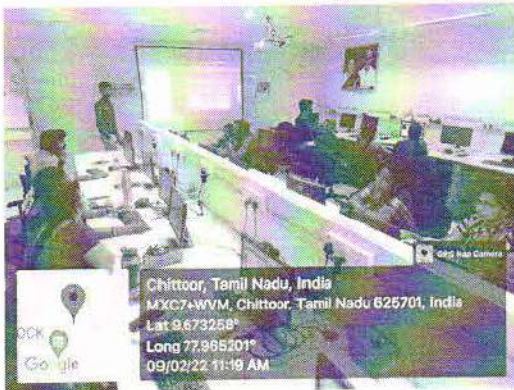 GPS Map Camera
Chittoor, Tamil Nadu, India
MXC7+WVM, Chittoor, Tamil Nadu 625701, India
Lat 9.673258°
Long 77.965201°
09/02/22 11:19 AM
OCK
Google